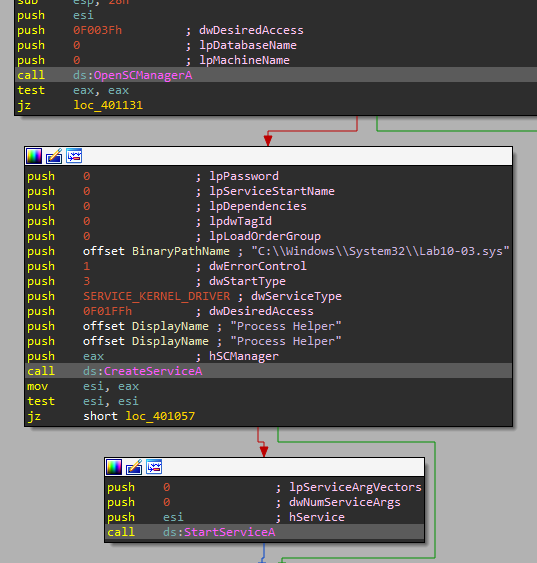 sub esp, 28h
push esi
push 0F003Fh ; dwDesiredAccess
push 0 ; lpDatabaseName
push 0 ; lpMachineName
call ds:OpenSCManagerA
test eax, eax
jz loc_401131
push 0 ; lpPassword
push 0 ; lpServiceStartName
push 0 ; lpDependencies
push 0 ; lpdwTagId
push 0 ; lpLoadOrderGroup
push offset BinaryPathName ; "C:\\Windows\\System32\\Lab10-03.sys"
push 1 ; dwErrorControl
push 3 ; dwStartType
push SERVICE_KERNEL_DRIVER ; dwServiceType
push 0F01FFh ; dwDesiredAccess
push offset DisplayName ; "Process Helper"
push offset DisplayName ; "Process Helper"
push eax ; hSCManager
call ds:CreateServiceA
mov esi, eax
test esi, esi
jz short loc_401057
push 0 ; lpServiceArgVectors
push 0 ; dwNumServiceArgs
push esi ; hService
call ds:StartServiceA